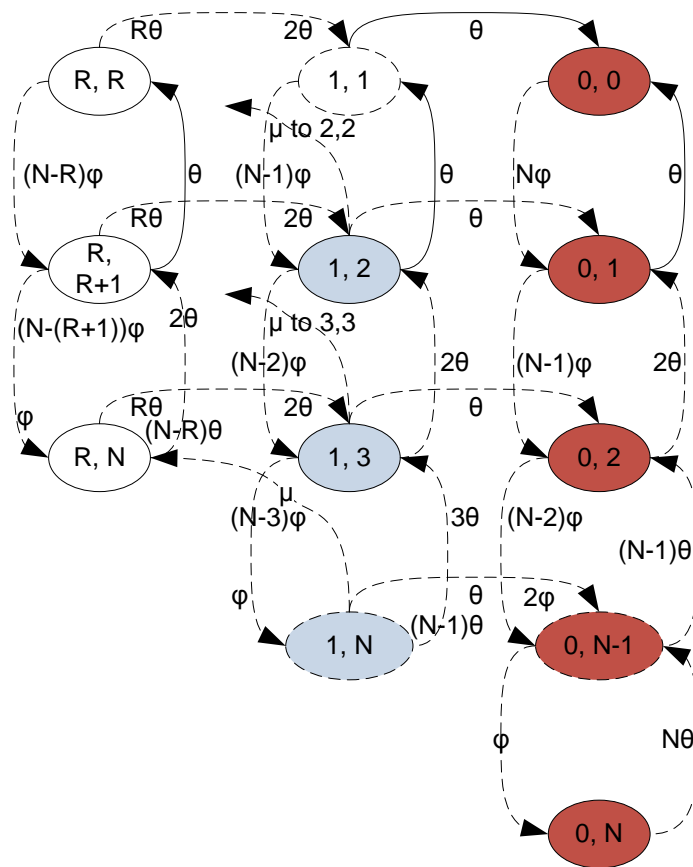 Rθ
2θ
θ
R, R
1, 1
0, 0
μ to 2,2
(N-R)φ
θ
(N-1)φ
θ
Nφ
θ
Rθ
2θ
θ
R,
R+1
1, 2
0, 1
μ to 3,3
(N-(R+1))φ
2θ
(N-2)φ
2θ
(N-1)φ
2θ
φ
Rθ
2θ
θ
(N-R)θ
R, N
1, 3
0, 2
μ
(N-3)φ
3θ
(N-2)φ
(N-1)θ
φ
θ
2φ
(N-1)θ
1, N
0, N-1
φ
Nθ
0, N